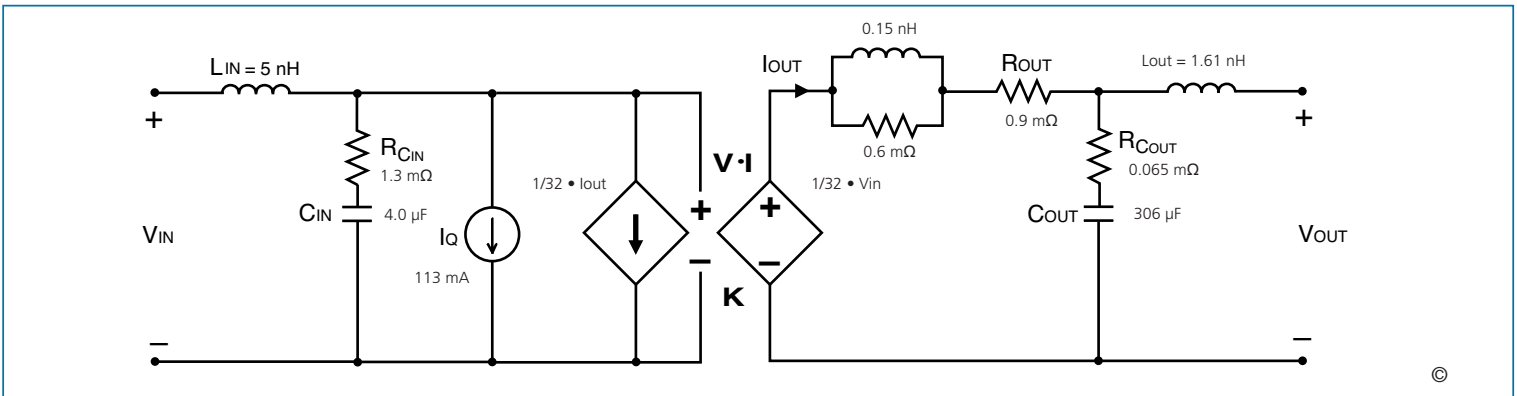 LIN = 5 nH
+
−
VIN
RCIN
1.3 mΩ
CIN
4.0 µF
IQ
113 mA
1/32 • Iout
+
−
V•I
K
1/32 • Vin
+
−
IOUT
0.15 nH
0.6 mΩ
ROUT
0.9 mΩ
RCOUT
0.065 mΩ
COUT
306 µF
Lout = 1.61 nH
+
−
VOUT
©